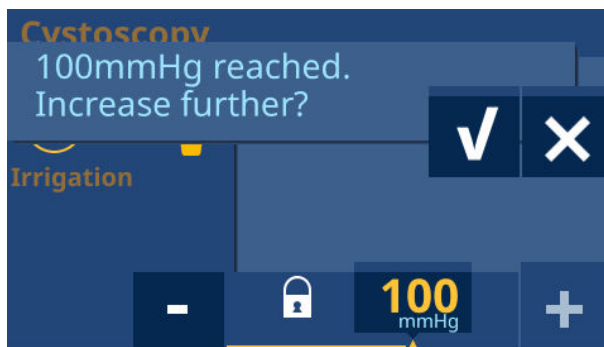 Cystoscopy
100mmHg reached.
Increase further?
Irrigation
-
100
+
mmHg